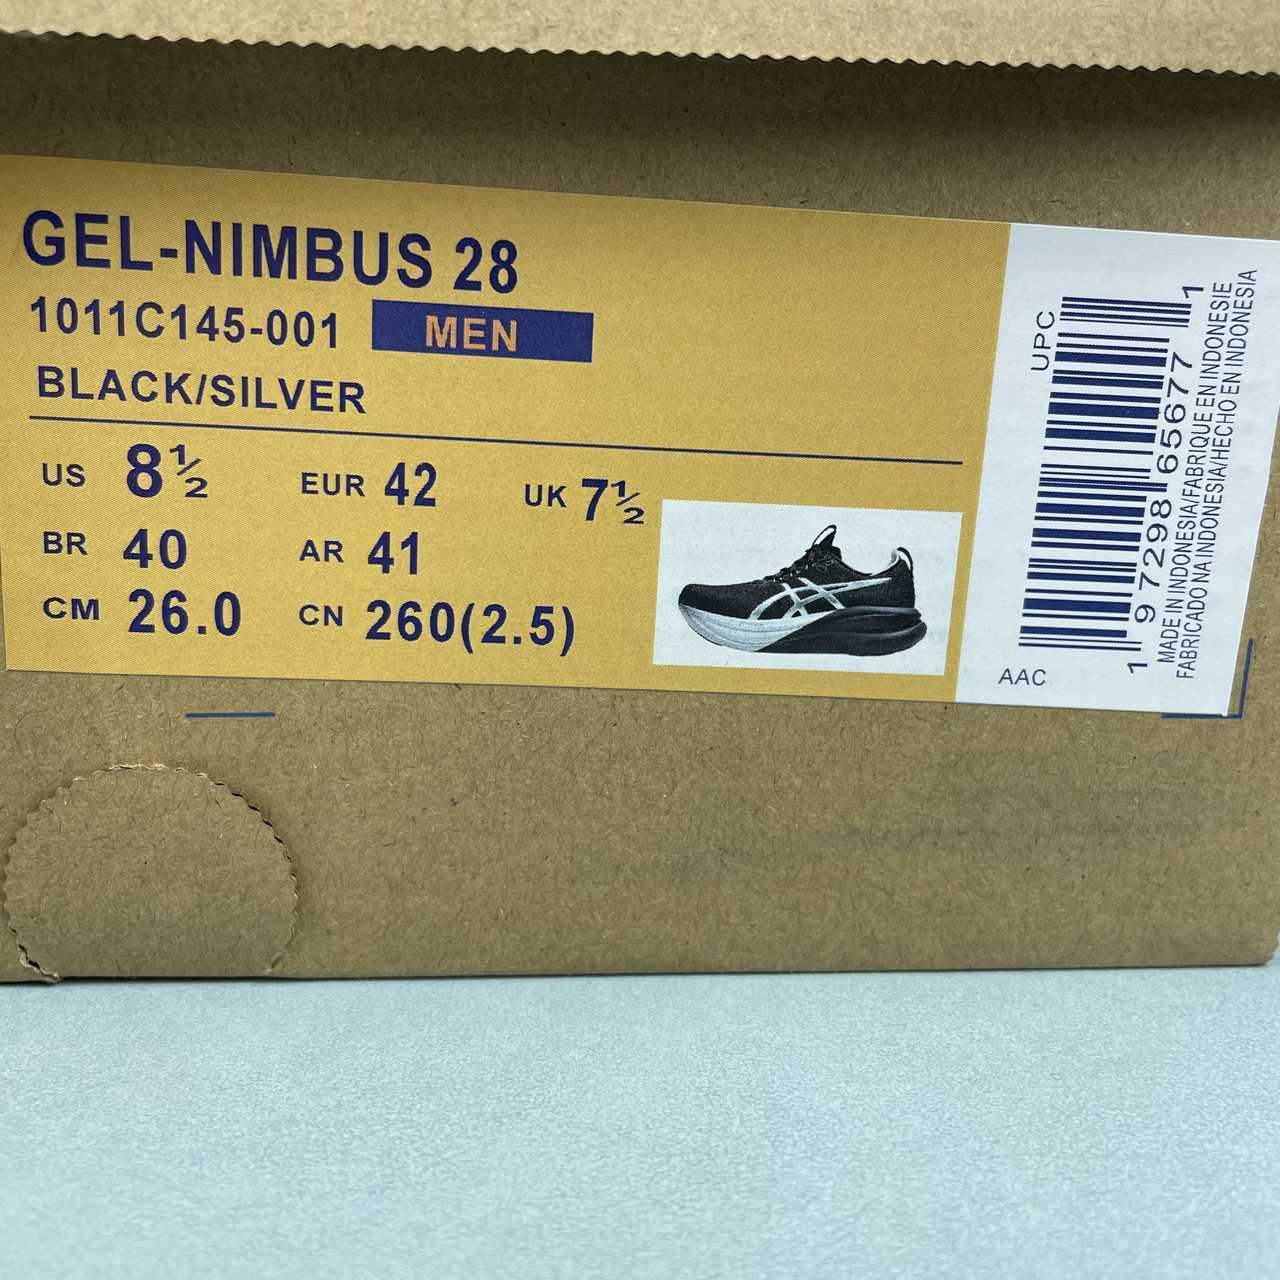 GEL-NIMBUS 28
1011C145-001 MEN
BLACK/SILVER
US 8½ EUR 42 UK 7½
BR 40 AR 41
CM 26.0 CN 260(2.5)
UPC
1 97298 65677 1
MADE IN INDONESIA/FABRIQUE EN INDONESIE
FABRICADO NA INDONESIA/HECHO EN INDONESIA
AAC